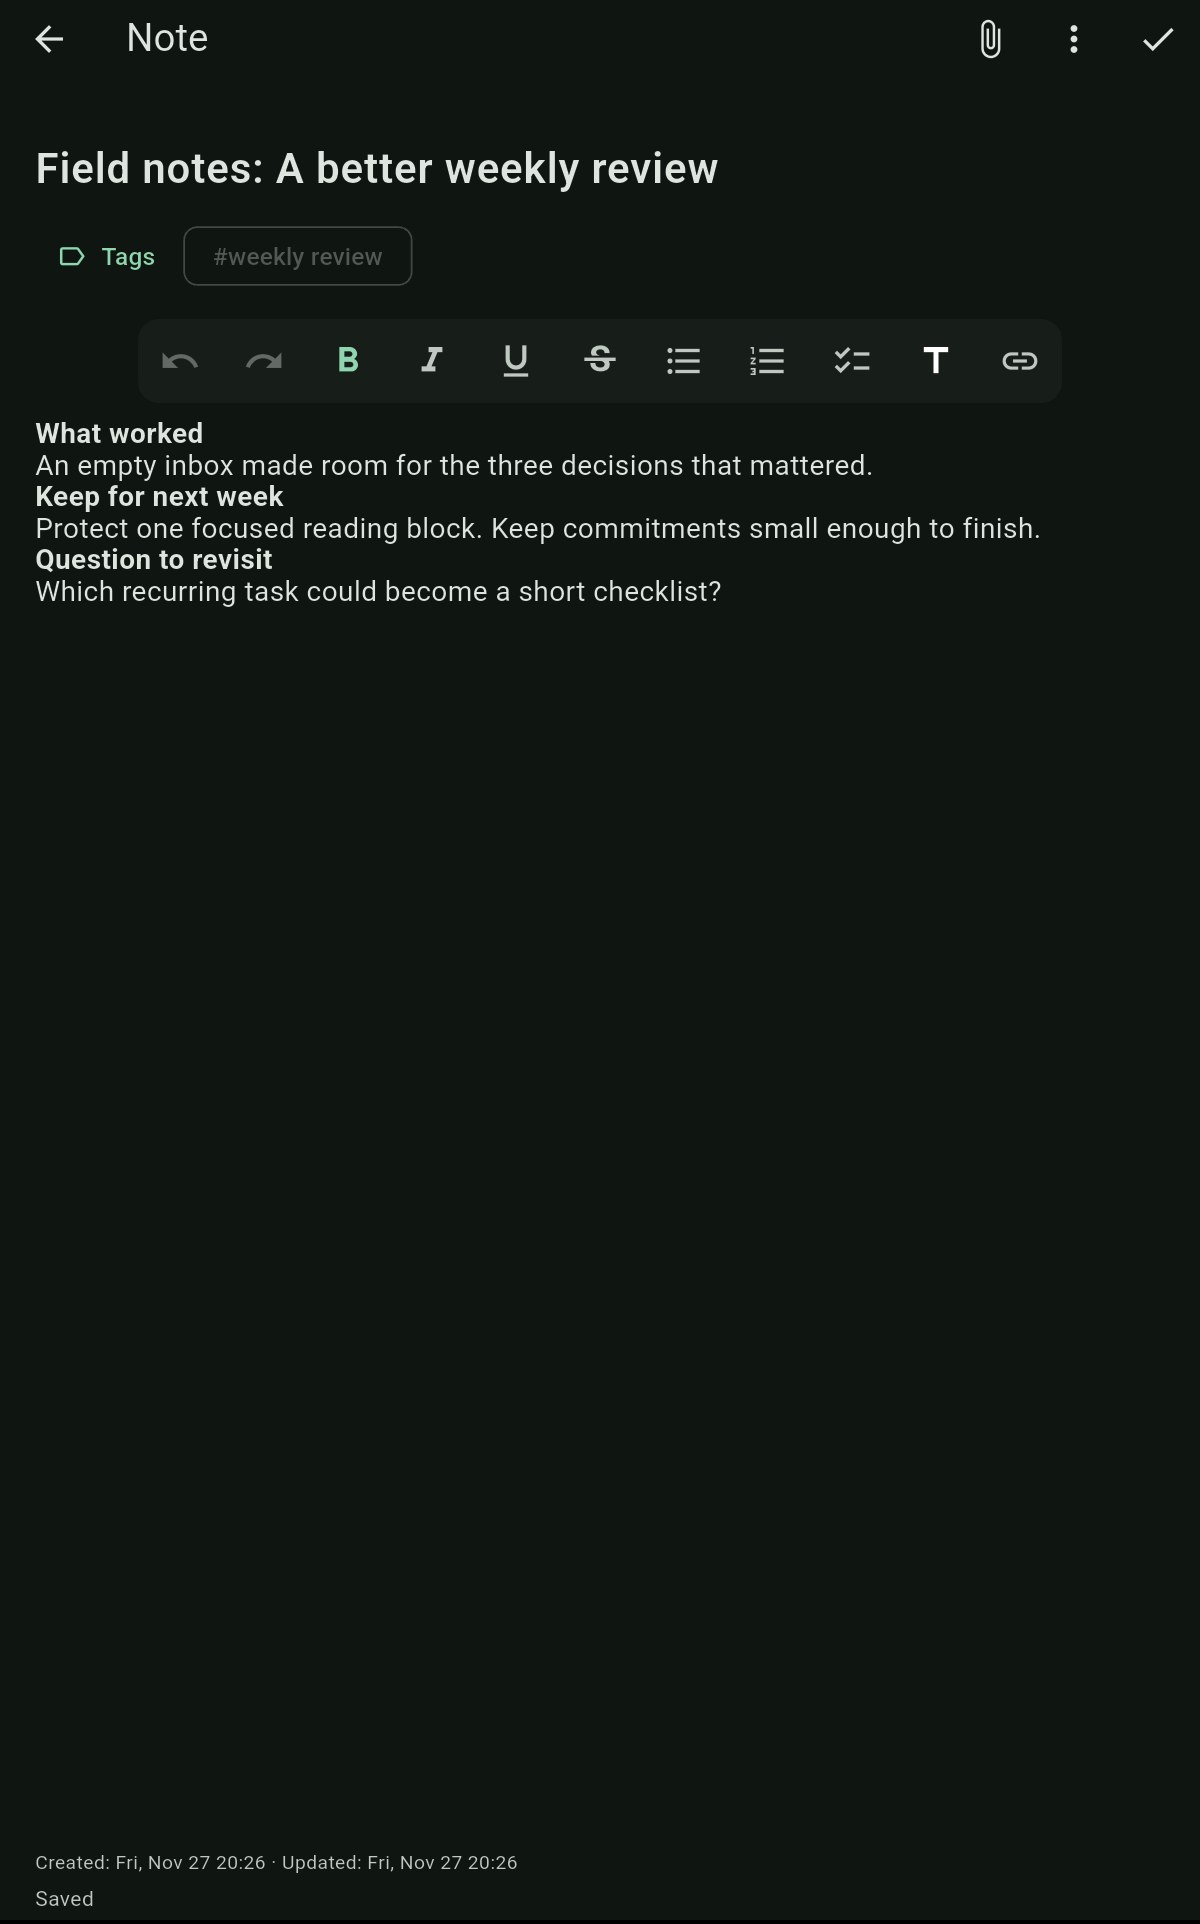 Note
Field notes: A better weekly review
Tags
#weekly review
What worked
An empty inbox made room for the three decisions that mattered.
Keep for next week
Protect one focused reading block. Keep commitments small enough to finish.
Question to revisit
Which recurring task could become a short checklist?
Created: Fri, Nov 27 20:26 · Updated: Fri, Nov 27 20:26
Saved